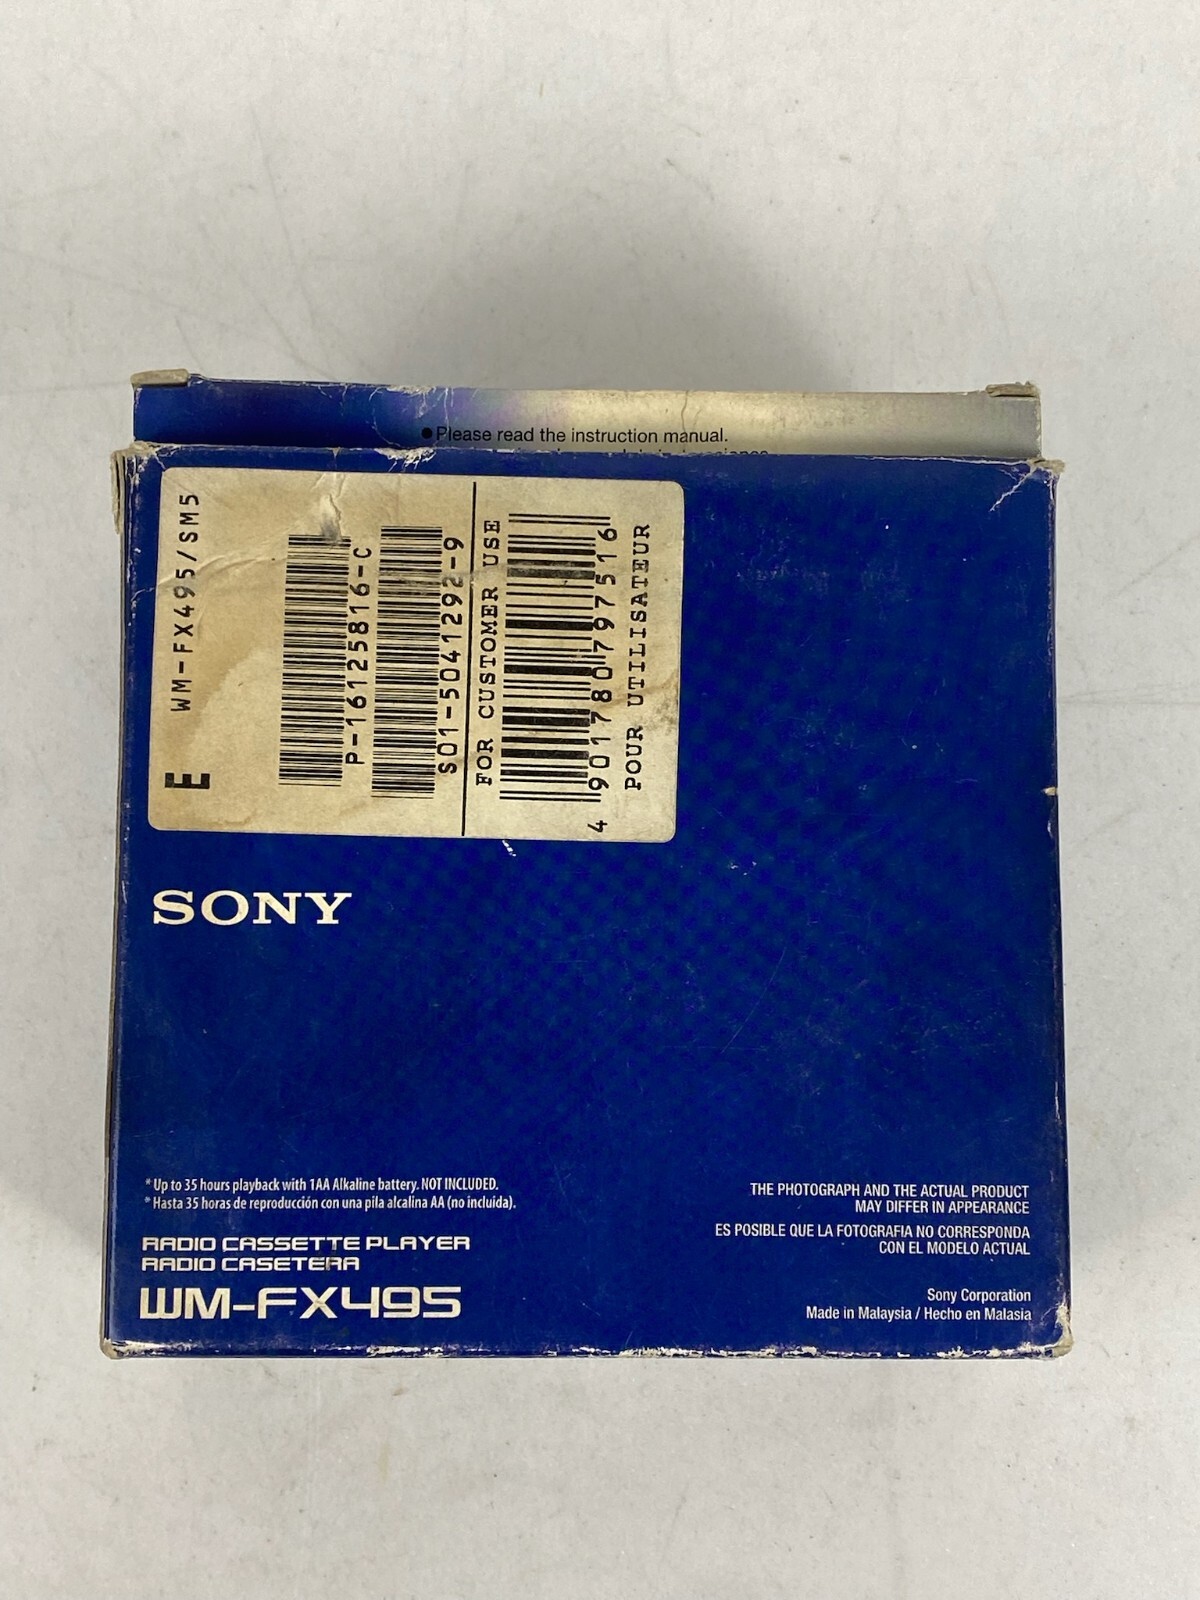 ●Please read the instruction manual.
E WM-FX495/SM5
P-16125816-C
S01-5041292-9
FOR CUSTOMER USE
4 901780 797516
POUR UTILISATEUR
SONY
* Up to 35 hours playback with 1AA Alkaline battery. NOT INCLUDED.
* Hasta 35 horas de reproducción con una pila alcalina AA (no incluida).
RADIO CASSETTE PLAYER
RADIO CASETERA
WM-FX495
THE PHOTOGRAPH AND THE ACTUAL PRODUCT
MAY DIFFER IN APPEARANCE
ES POSIBLE QUE LA FOTOGRAFIA NO CORRESPONDA
CON EL MODELO ACTUAL
Sony Corporation
Made in Malaysia / Hecho en Malasia